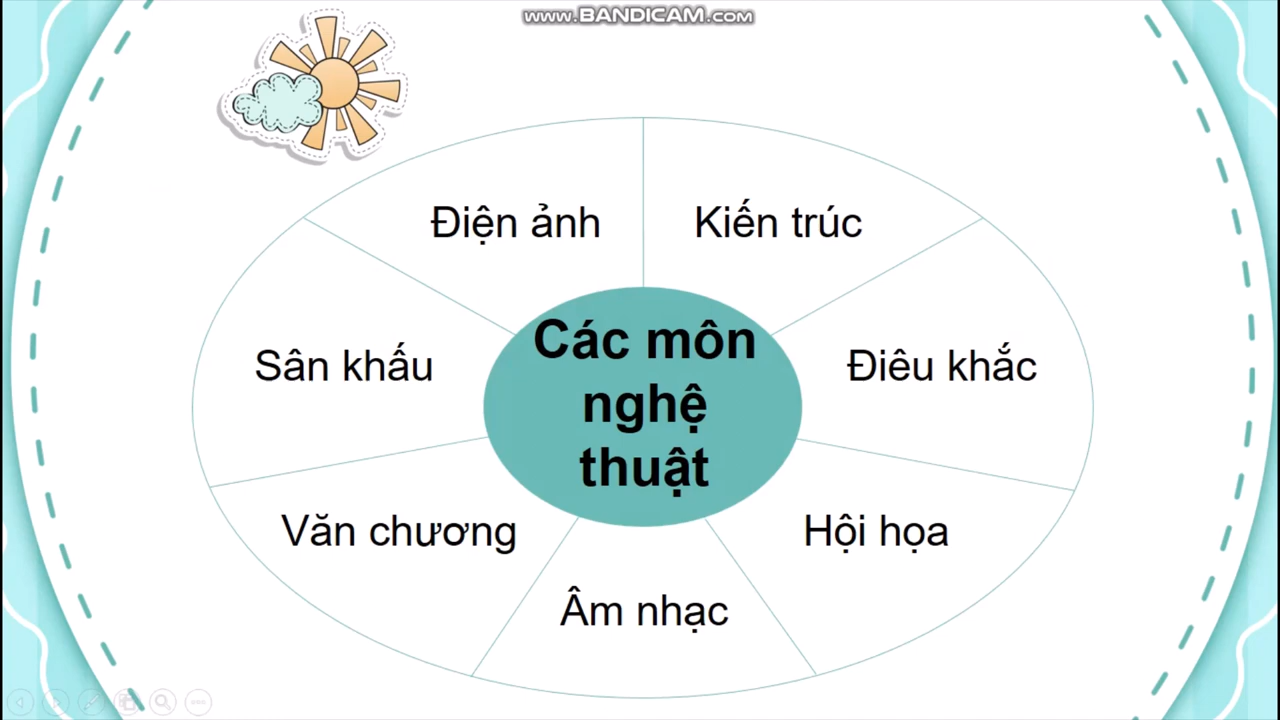 www.BANDICAM.com
Điện ảnh
Kiến trúc
Các môn
nghệ
thuật
Sân khấu
Điêu khắc
Văn chương
Hội họa
Âm nhạc